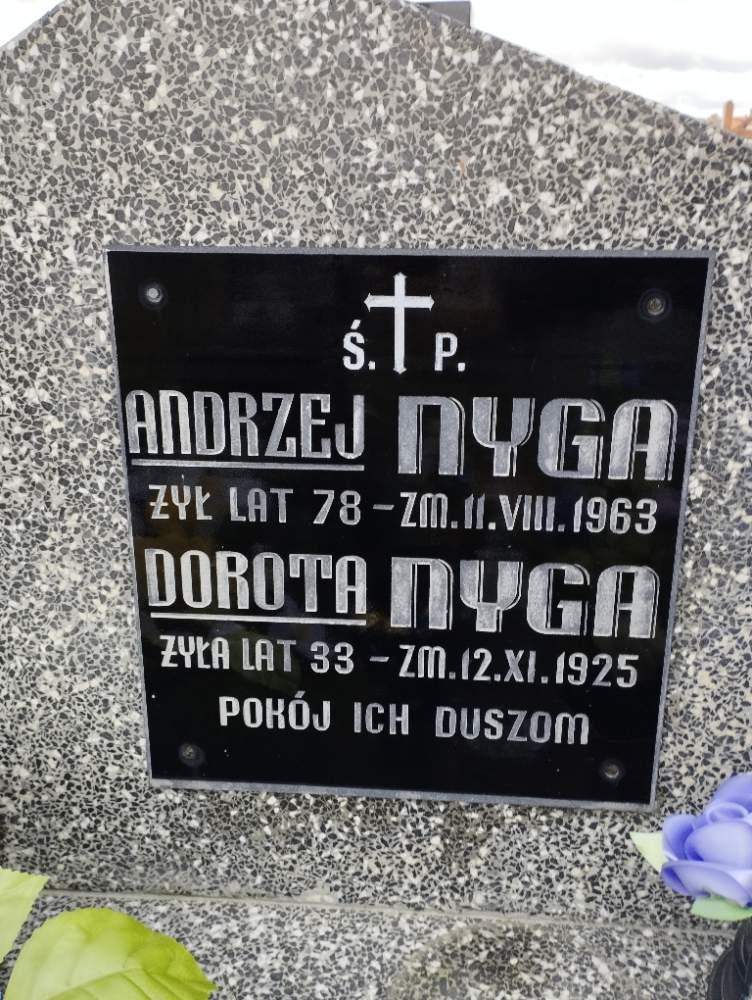 Ś. P.
ANDRZEJ NYGA
ŻYŁ LAT 78 – ZM. 11. VIII. 1963
DOROTA NYGA
ŻYŁA LAT 33 – ZM. 12. XI. 1925
POKÓJ ICH DUSZOM